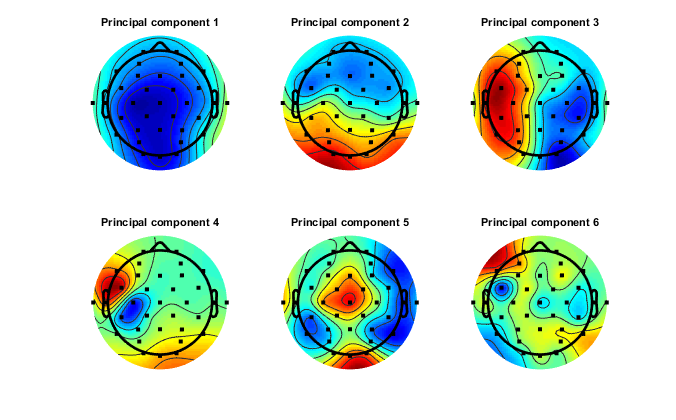 Principal component 1
Principal component 2
Principal component 3
Principal component 4
Principal component 5
Principal component 6